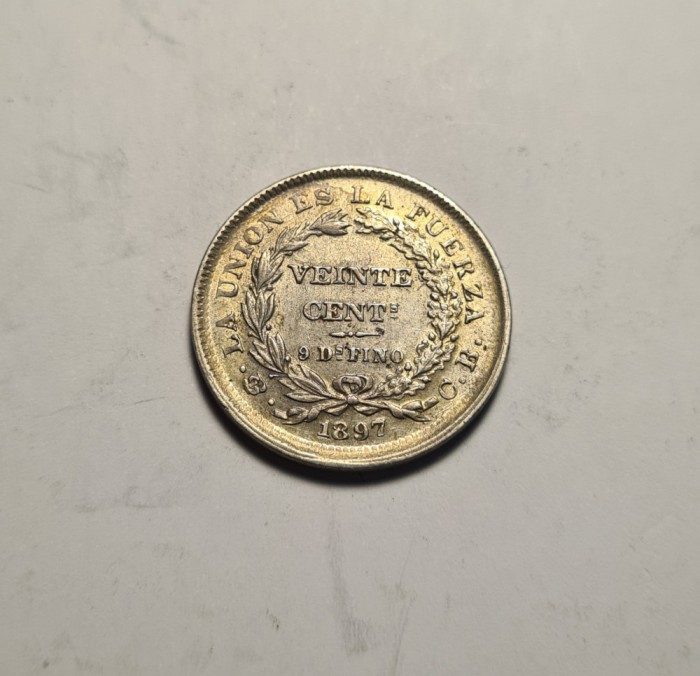 LA UNION ES LA FUERZA.
VEINTE
CENTS
9 DS FINO
C.B.
1897